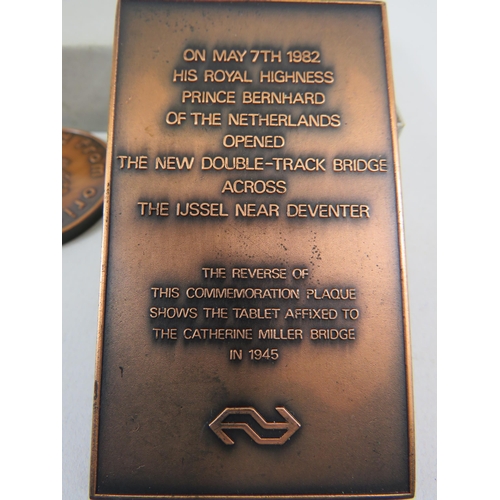 ON MAY 7TH 1982
HIS ROYAL HIGHNESS
PRINCE BERNHARD
OF THE NETHERLANDS
OPENED
THE NEW DOUBLE-TRACK BRIDGE
ACROSS
THE IJSSEL NEAR DEVENTER
THE REVERSE OF
THIS COMMEMORATION PLAQUE
SHOWS THE TABLET AFFIXED TO
THE CATHERINE MILLER BRIDGE
IN 1945